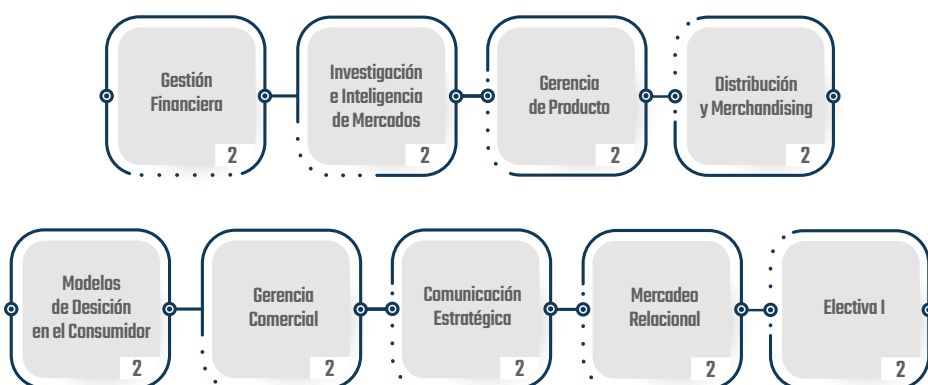 Gestión
Financiera
2
Investigación
e Inteligencia
de Mercados
2
Gerencia
de Producto
2
Distribución
y Merchandising
2
Modelos
de Desición
en el Consumidor
2
Gerencia
Comercial
2
Comunicación
Estratégica
2
Mercadeo
Relacional
2
Electiva I
2